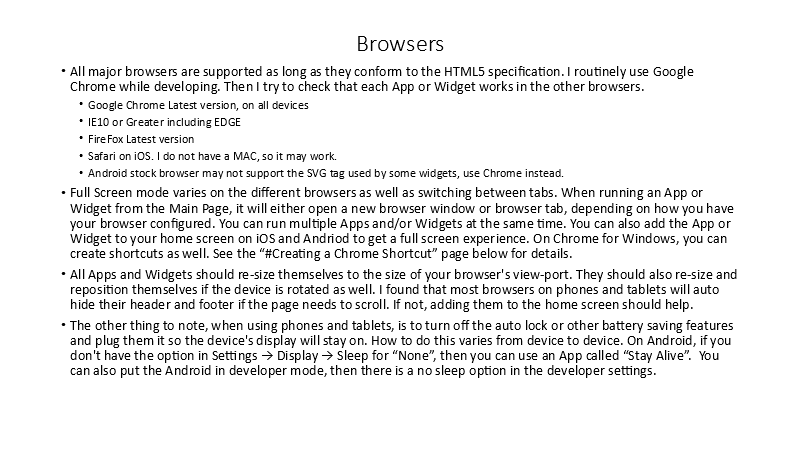 Browsers
• All major browsers are supported as long as they conform to the HTML5 specification. I routinely use Google
Chrome while developing. Then I try to check that each App or Widget works in the other browsers.
• Google Chrome Latest version, on all devices
• IE10 or Greater including EDGE
• FireFox Latest version
• Safari on iOS. I do not have a MAC, so it may work.
• Android stock browser may not support the SVG tag used by some widgets, use Chrome instead.
• Full Screen mode varies on the different browsers as well as switching between tabs. When running an App or
Widget from the Main Page, it will either open a new browser window or browser tab, depending on how you have
your browser configured. You can run multiple Apps and/or Widgets at the same time. You can also add the App or
Widget to your home screen on iOS and Andriod to get a full screen experience. On Chrome for Windows, you can
create shortcuts as well. See the “#Creating a Chrome Shortcut” page below for details.
• All Apps and Widgets should re-size themselves to the size of your browser's view-port. They should also re-size and
reposition themselves if the device is rotated as well. I found that most browsers on phones and tablets will auto
hide their header and footer if the page needs to scroll. If not, adding them to the home screen should help.
• The other thing to note, when using phones and tablets, is to turn off the auto lock or other battery saving features
and plug them it so the device's display will stay on. How to do this varies from device to device. On Android, if you
don't have the option in Settings → Display → Sleep for “None”, then you can use an App called “Stay Alive”. You
can also put the Android in developer mode, then there is a no sleep option in the developer settings.